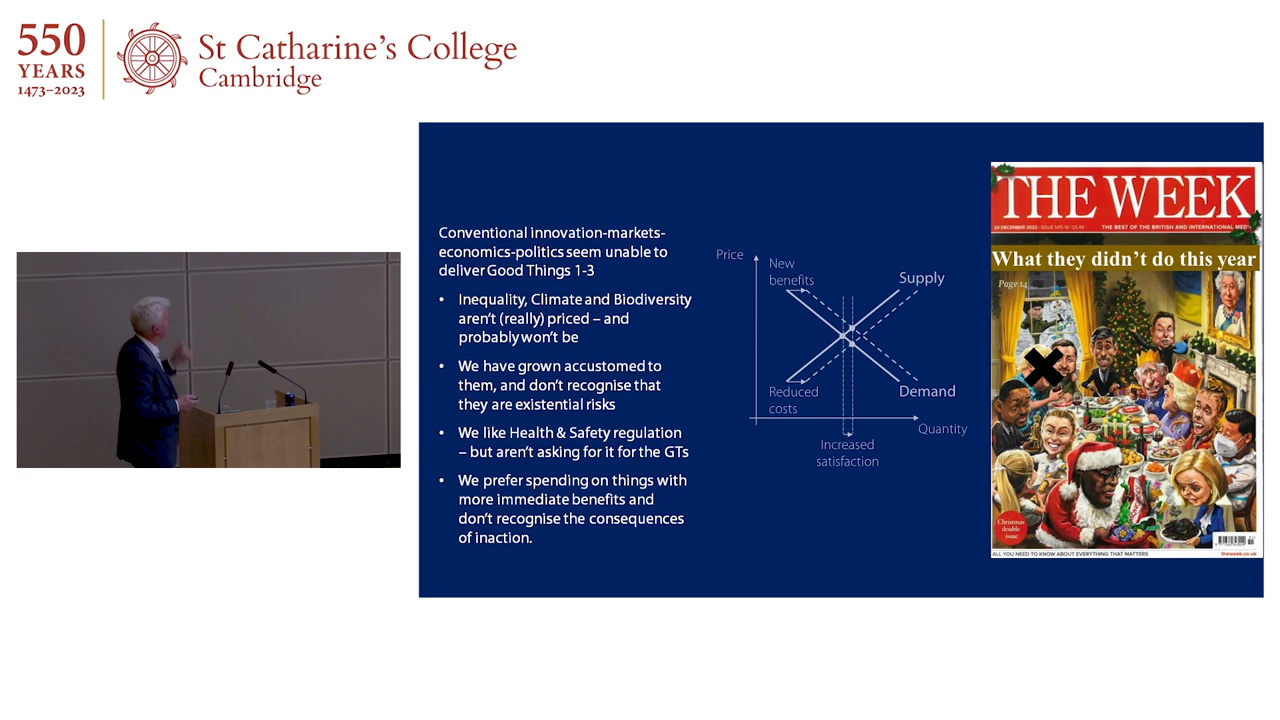 550
YEARS
1473–2023
St Catharine's College
Cambridge
Conventional innovation-markets-
economics-politics seem unable to
deliver Good Things 1-3
• Inequality, Climate and Biodiversity
aren't (really) priced – and
probably won't be
• We have grown accustomed to
them, and don't recognise that
they are existential risks
• We like Health & Safety regulation
– but aren't asking for it for the GTs
• We prefer spending on things with
more immediate benefits and
don't recognise the consequences
of inaction.
Price
New
benefits
Supply
Reduced
costs
Demand
Quantity
Increased
satisfaction
THE WEEK
24 DECEMBER 2022
THE BEST OF THE BRITISH AND INTERNATIONAL
What they didn't do this year
Page 14
Christmas
double
issue
ALL YOU NEED TO KNOW ABOUT EVERYTHING THAT MATTERS
theweek.co.uk